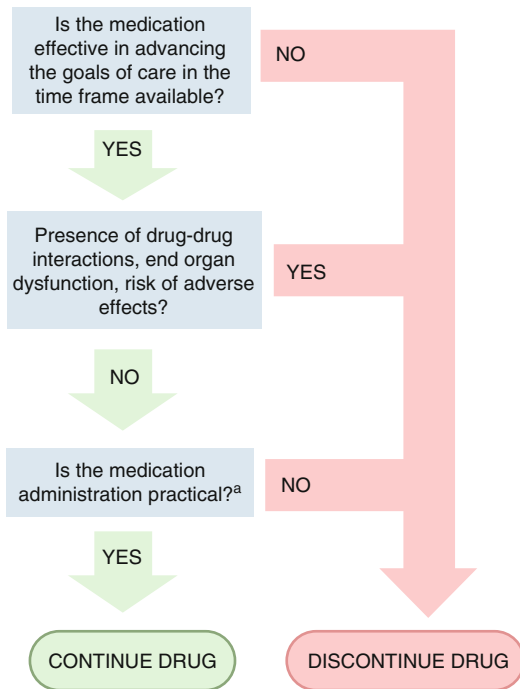 Is the medication
effective in advancing
the goals of care in the
time frame available?
NO
YES
Presence of drug-drug
interactions, end organ
dysfunction, risk of adverse
effects?
YES
NO
Is the medication
administration practical?ª
NO
YES
CONTINUE DRUG
DISCONTINUE DRUG